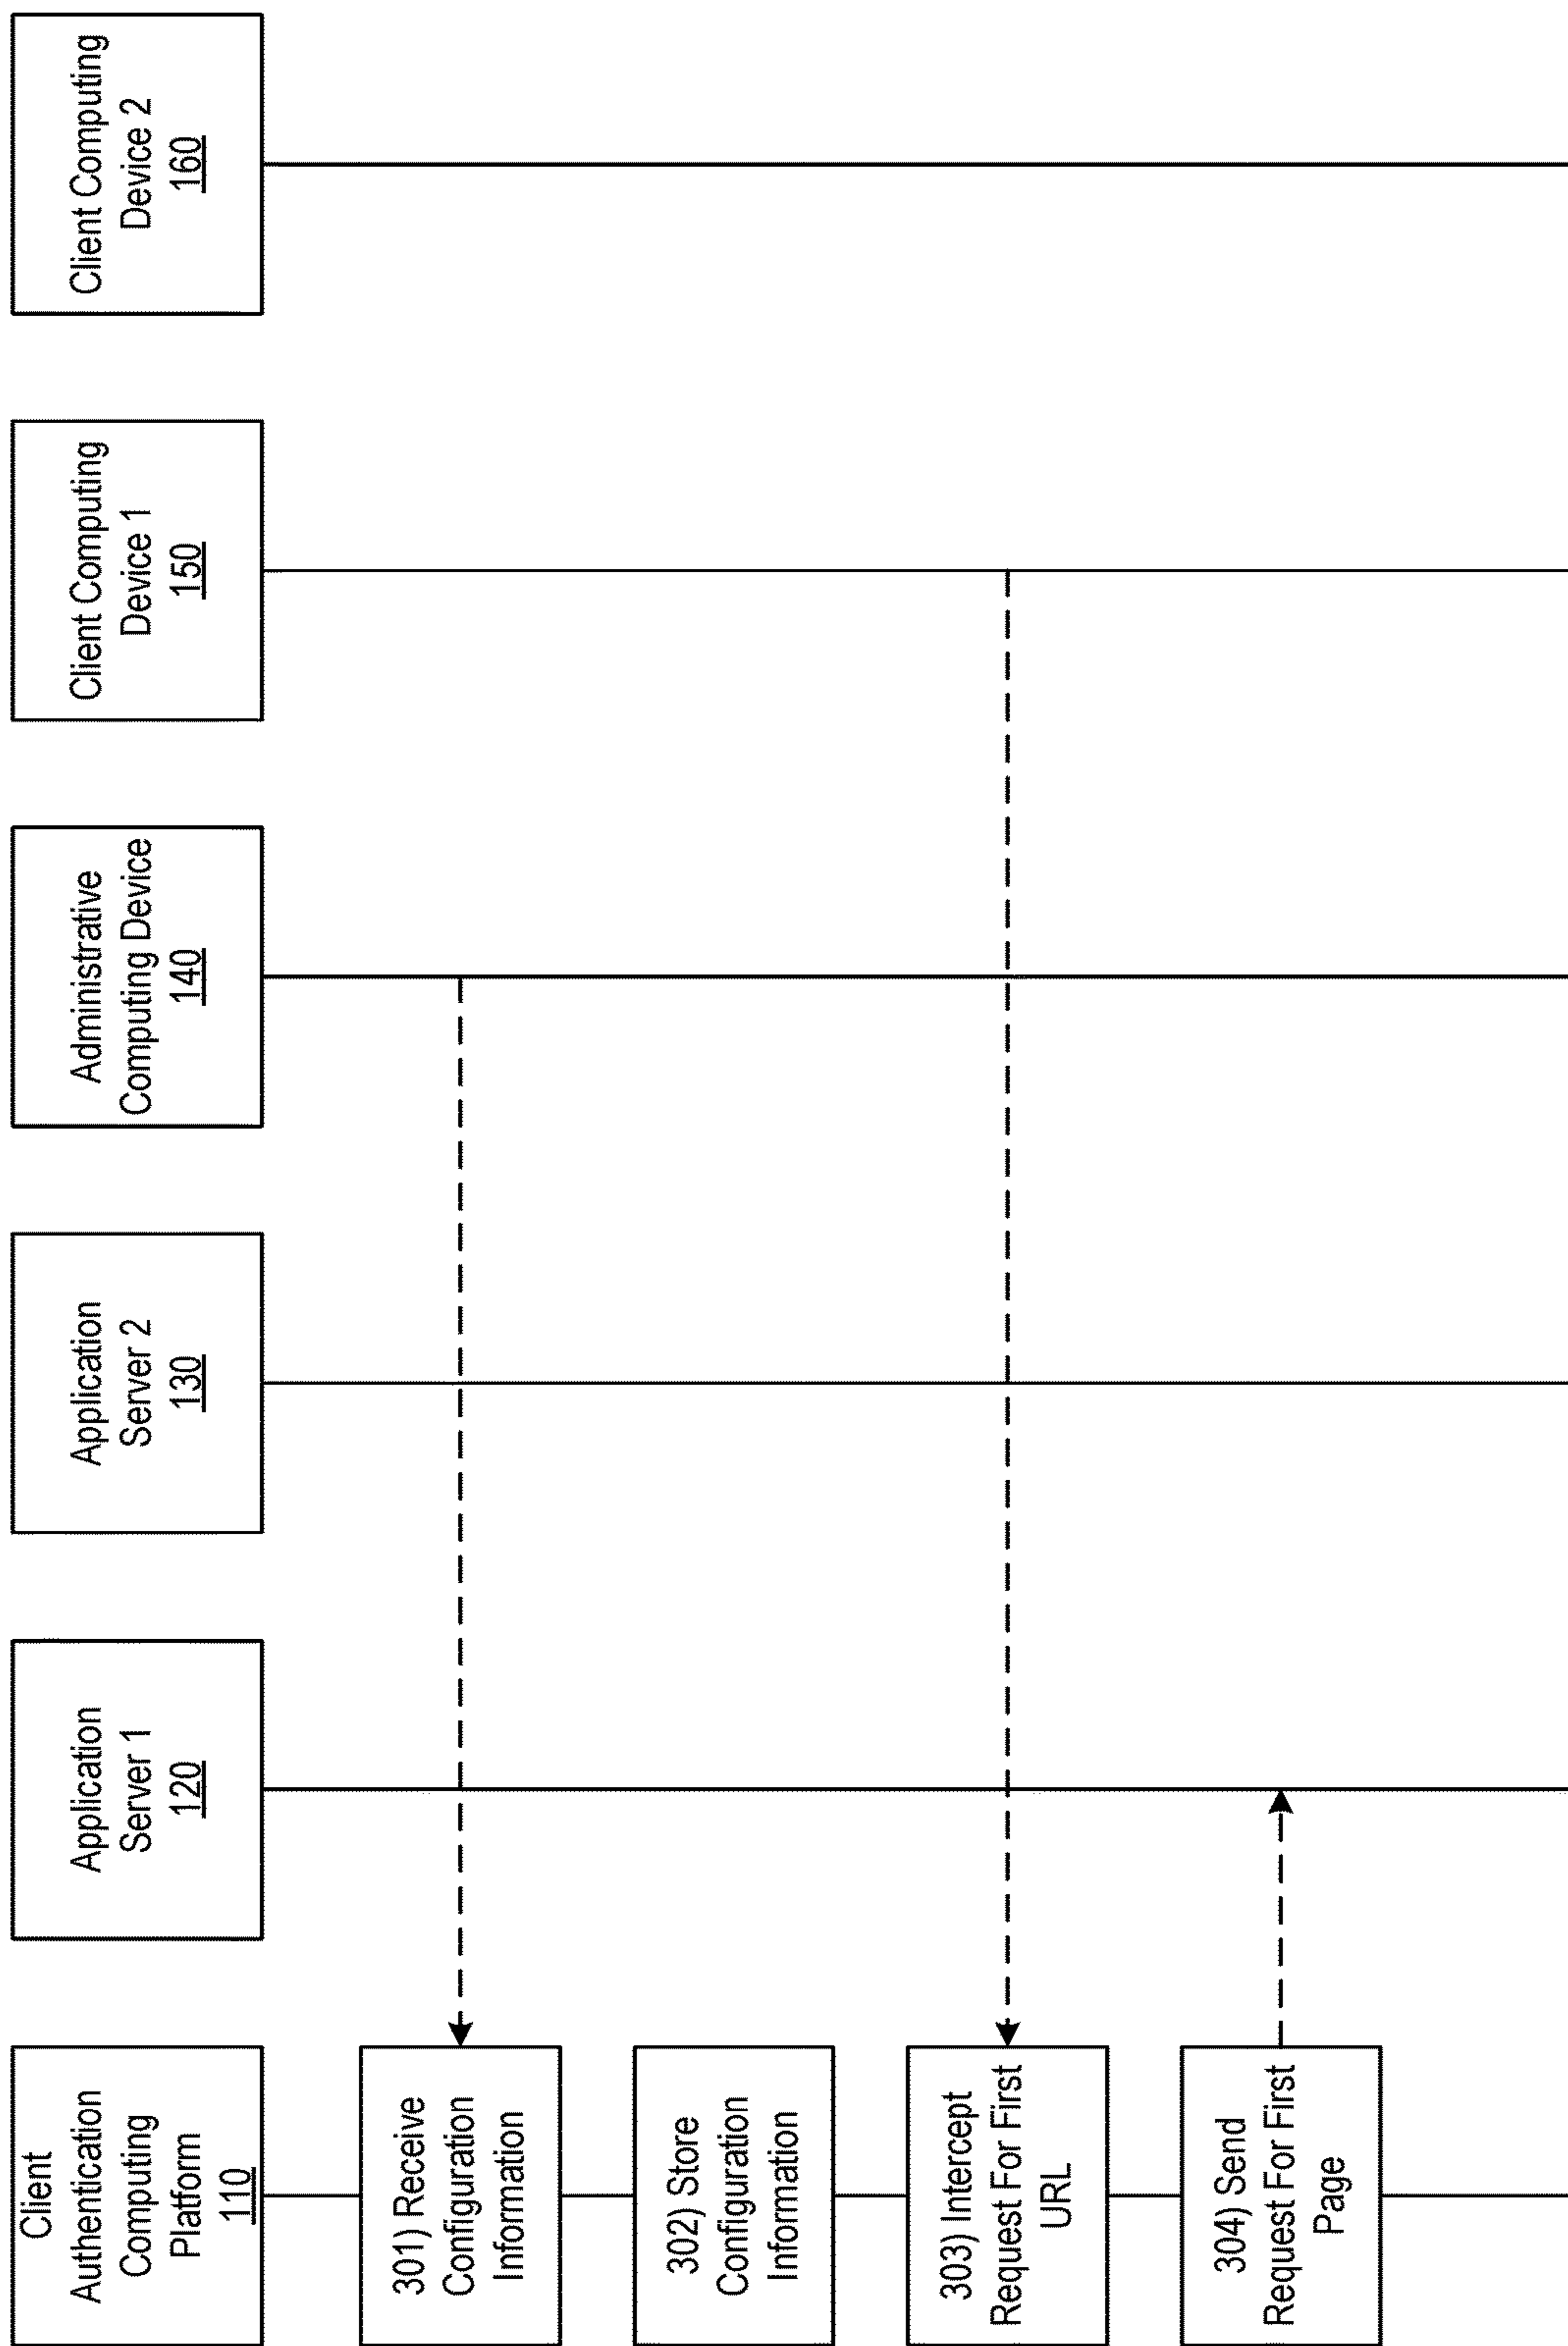 Client
Authentication
Computing
Platform
110
Application
Server 1
120
Application
Server 2
130
Administrative
Computing Device
140
Client Computing
Device 1
150
Client Computing
Device 2
160
301) Receive
Configuration
Information
302) Store
Configuration
Information
303) Intercept
Request For First
URL
304) Send
Request For First
Page